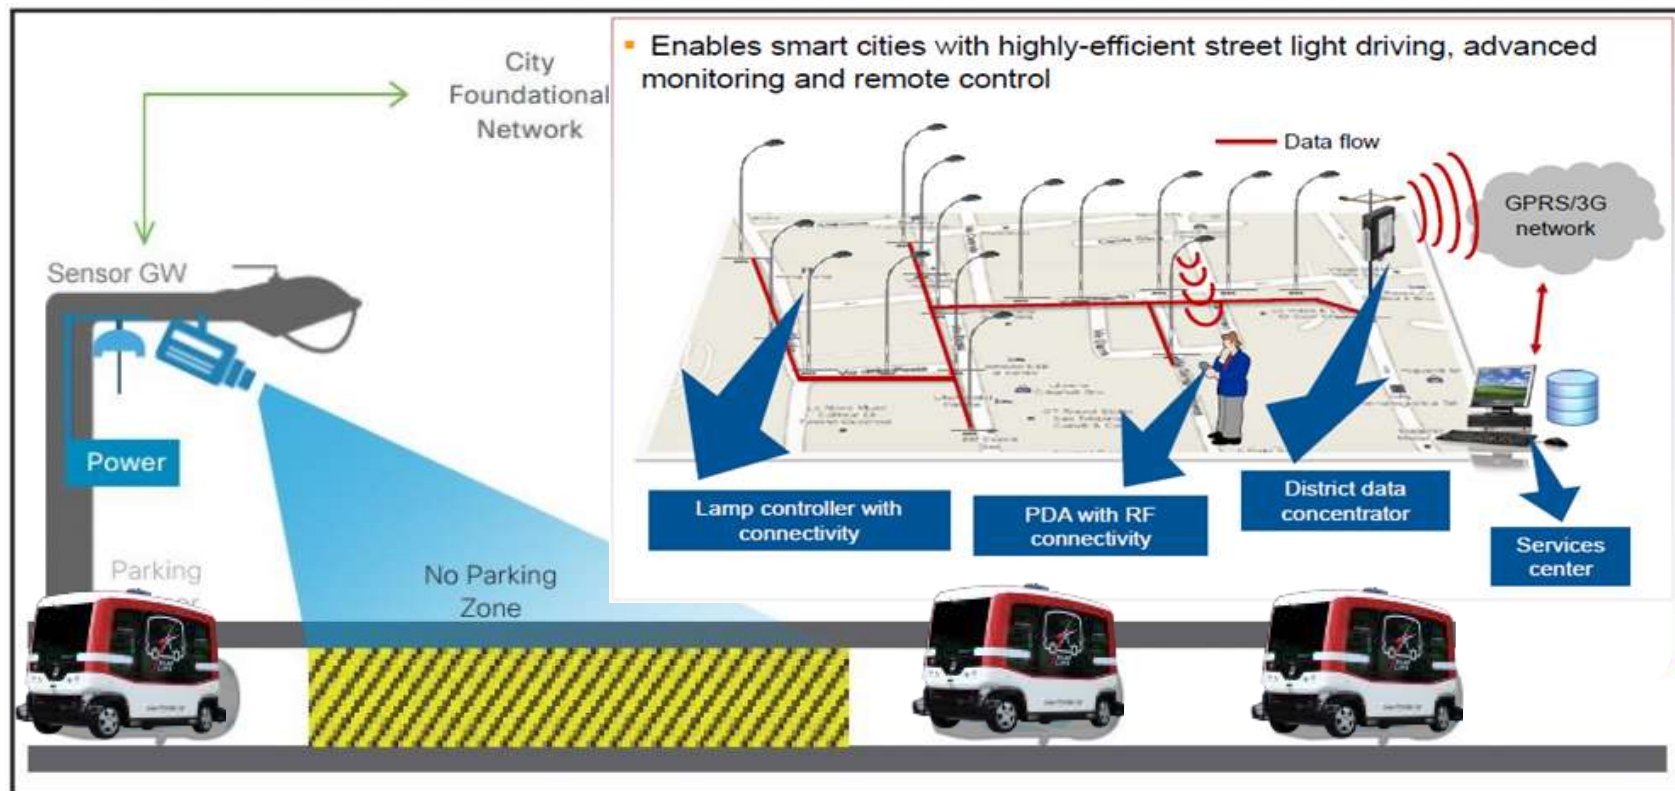 Enables smart cities with highly-efficient street light driving, advanced
monitoring and remote control
City
Foundational
Network
Data flow
GPRS/3G
network
Sensor GW
Power
Lamp controller with
connectivity
PDA with RF
connectivity
District data
concentrator
Services
center
Parking
No Parking
Zone